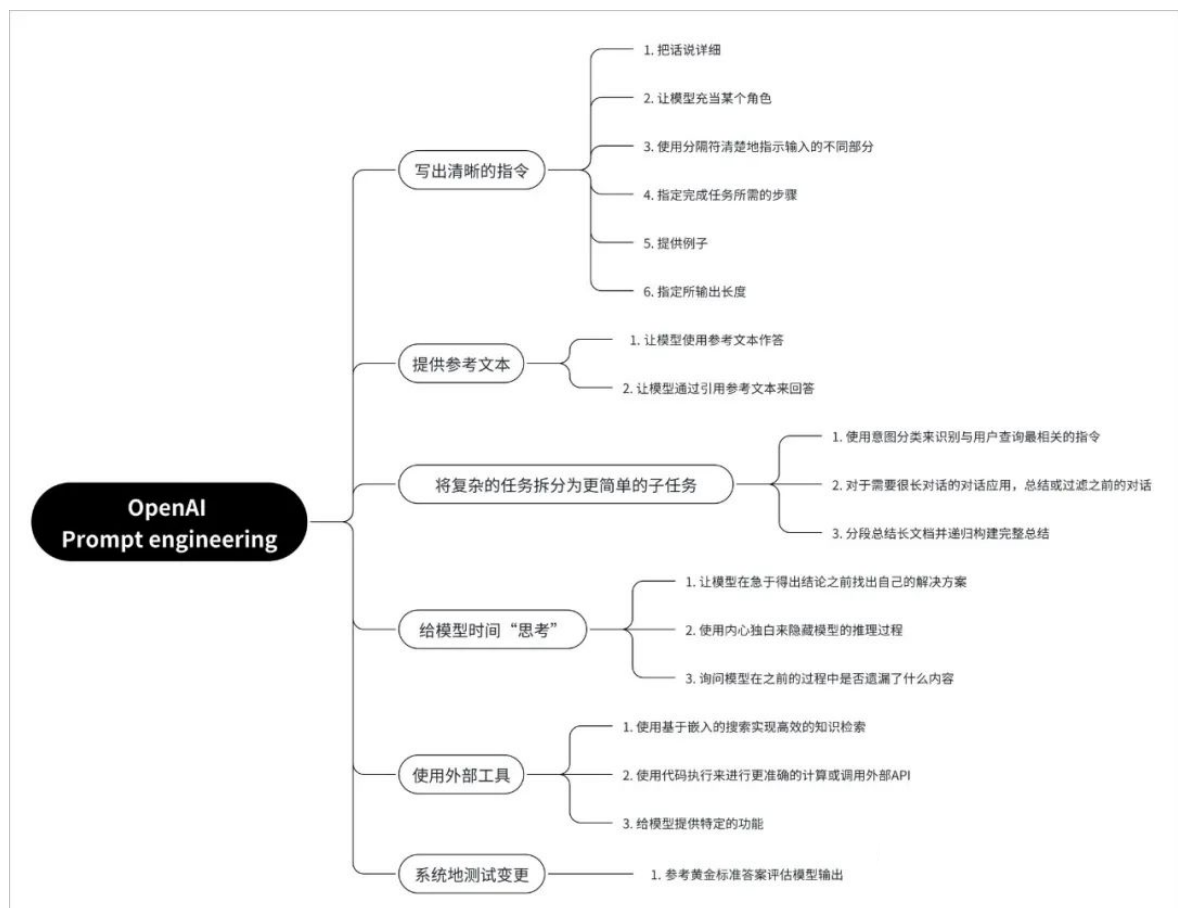 OpenAI
Prompt engineering
写出清晰的指令
1. 把话说详细
2. 让模型充当某个角色
3. 使用分隔符清楚地指示输入的不同部分
4. 指定完成任务所需的步骤
5. 提供例子
6. 指定所输出长度
提供参考文本
1. 让模型使用参考文本作答
2. 让模型通过引用参考文本来回答
将复杂的任务拆分为更简单的子任务
1. 使用意图分类来识别与用户查询最相关的指令
2. 对于需要很长对话的对话应用，总结或过滤之前的对话
3. 分段总结长文档并递归构建完整总结
给模型时间“思考”
1. 让模型在急于得出结论之前找出自己的解决方案
2. 使用内心独白来隐藏模型的推理过程
3. 询问模型在之前的过程中是否遗漏了什么内容
使用外部工具
1. 使用基于嵌入的搜索实现高效的知识检索
2. 使用代码执行来进行更准确的计算或调用外部API
3. 给模型提供特定的功能
系统地测试变更
1. 参考黄金标准答案评估模型输出